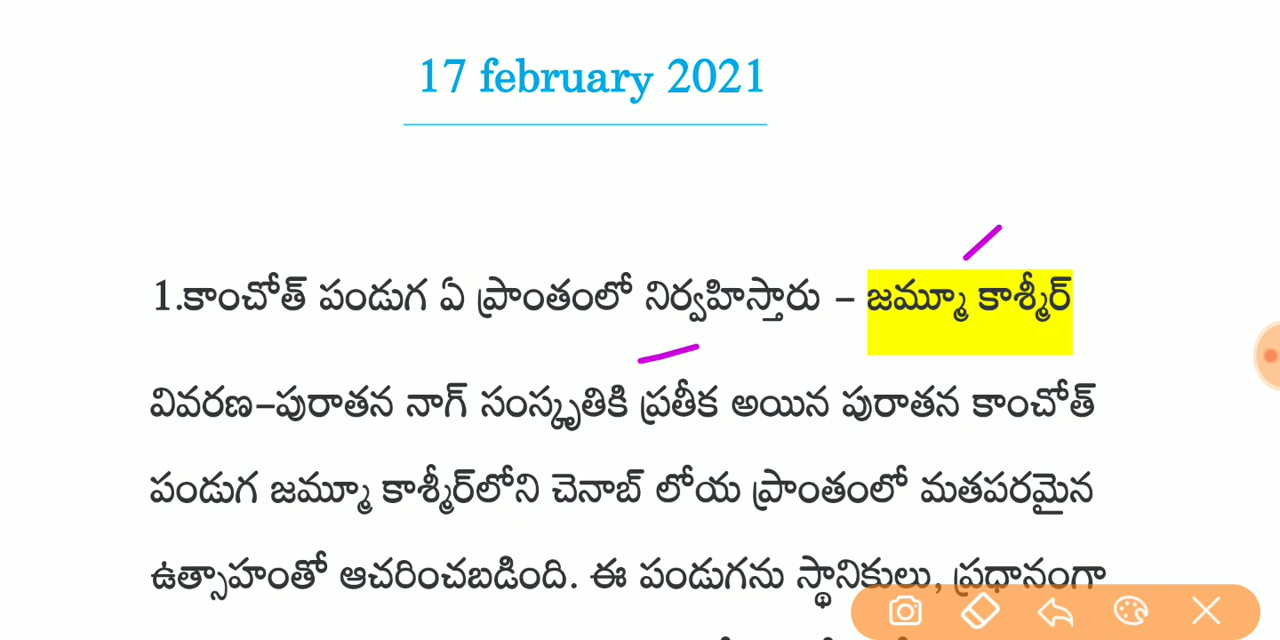 17 february 2021
1.కాంచోత్ పండుగ ఏ ప్రాంతంలో నిర్వహిస్తారు – జమ్మూ కాశ్మీర్
వివరణ–పురాతన నాగ్ సంస్కృతికి ప్రతీక అయిన పురాతన కాంచోత్
పండుగ జమ్మూ కాశ్మీర్‌లోని చెనాబ్ లోయ ప్రాంతంలో మతపరమైన
ఉత్సాహంతో ఆచరించబడింది. ఈ పండుగను స్థానికులు, ప్రధానంగా